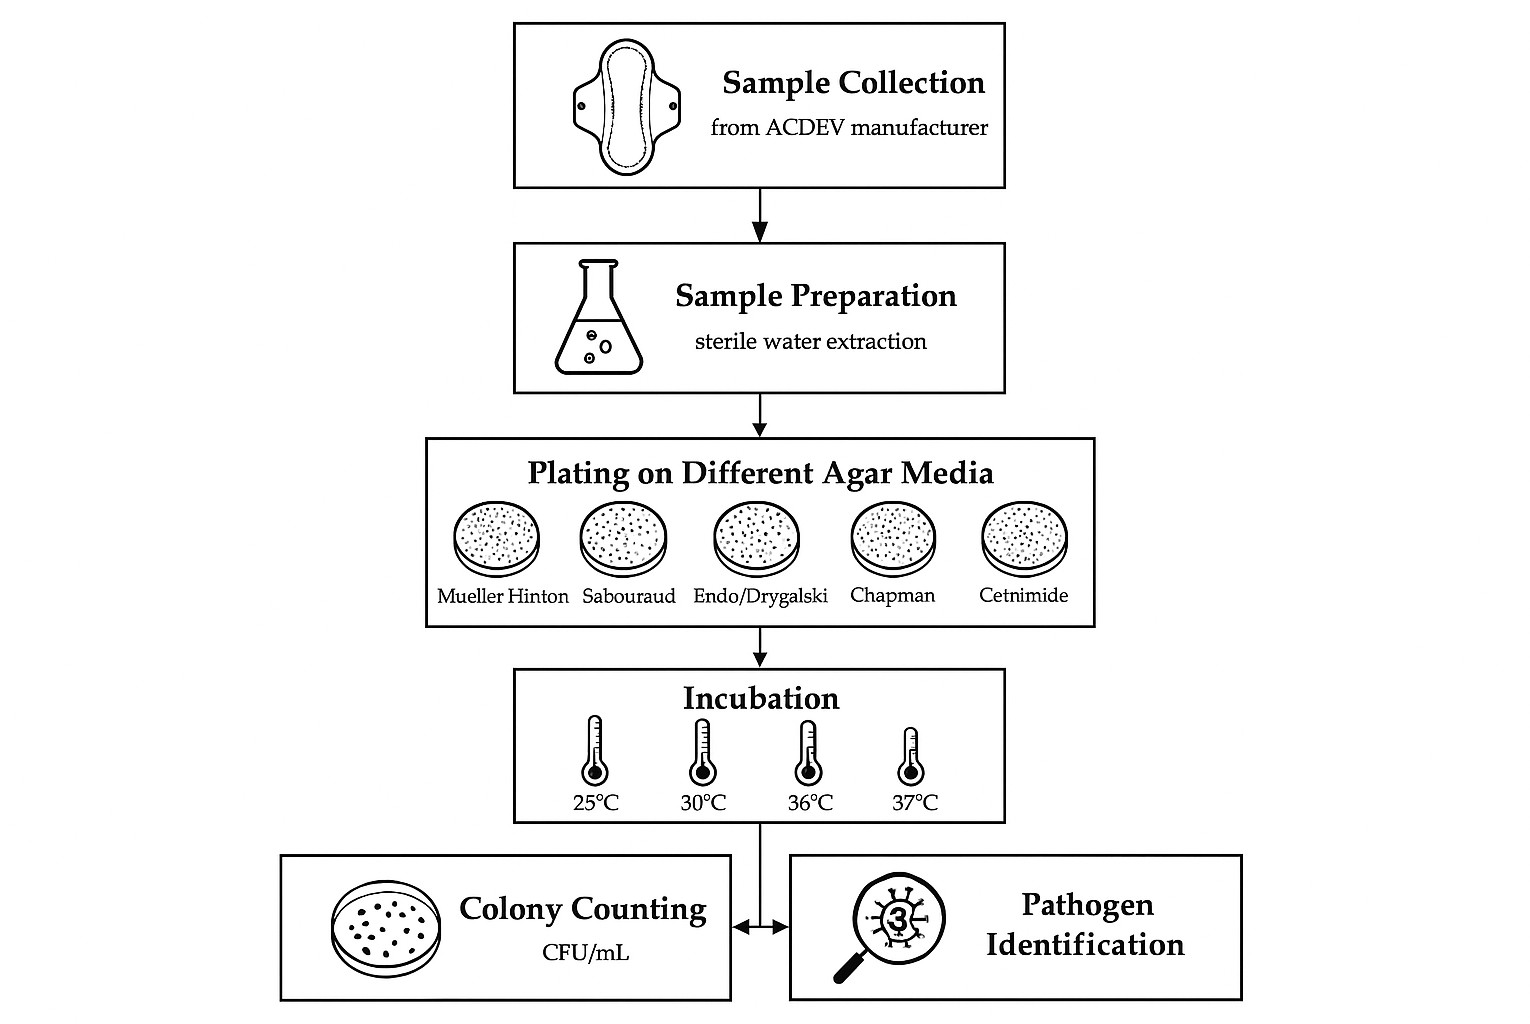 Sample Collection
from ACDEV manufacturer
Sample Preparation
sterile water extraction
Plating on Different Agar Media
Mueller Hinton Sabouraud Endo/Drygalski Chapman Cetnimide
Incubation
25°C 30°C 36°C 37°C
Colony Counting
CFU/mL
3
Pathogen
Identification